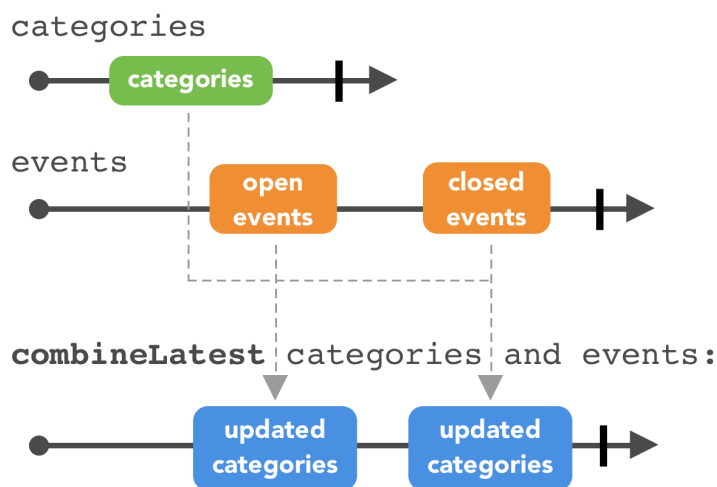 categories
categories
events
open
events
closed
events
combineLatest categories and events:
updated
categories
updated
categories